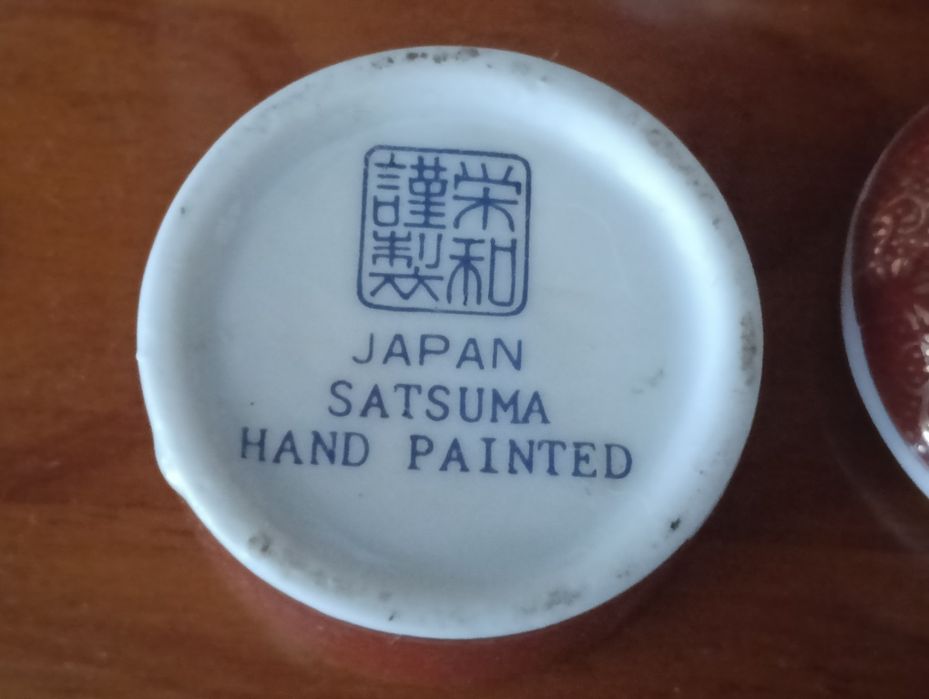 栄和
謹製
JAPAN
SATSUMA
HAND PAINTED